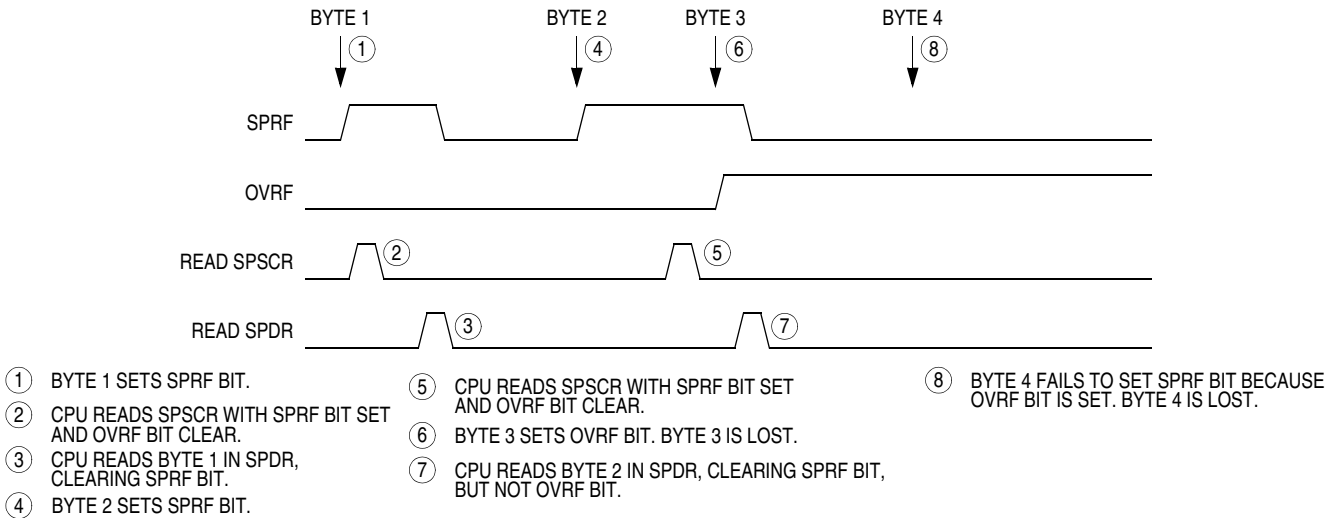 BYTE 1 BYTE 2 BYTE 3 BYTE 4
1 4 6 8
SPRF
OVRF
READ SPSCR 2 5
READ SPDR 3 7
1 BYTE 1 SETS SPRF BIT.
2 CPU READS SPSCR WITH SPRF BIT SET
AND OVRF BIT CLEAR.
3 CPU READS BYTE 1 IN SPDR,
CLEARING SPRF BIT.
4 BYTE 2 SETS SPRF BIT.
5 CPU READS SPSCR WITH SPRF BIT SET
AND OVRF BIT CLEAR.
6 BYTE 3 SETS OVRF BIT. BYTE 3 IS LOST.
7 CPU READS BYTE 2 IN SPDR, CLEARING SPRF BIT,
BUT NOT OVRF BIT.
8 BYTE 4 FAILS TO SET SPRF BIT BECAUSE
OVRF BIT IS SET. BYTE 4 IS LOST.